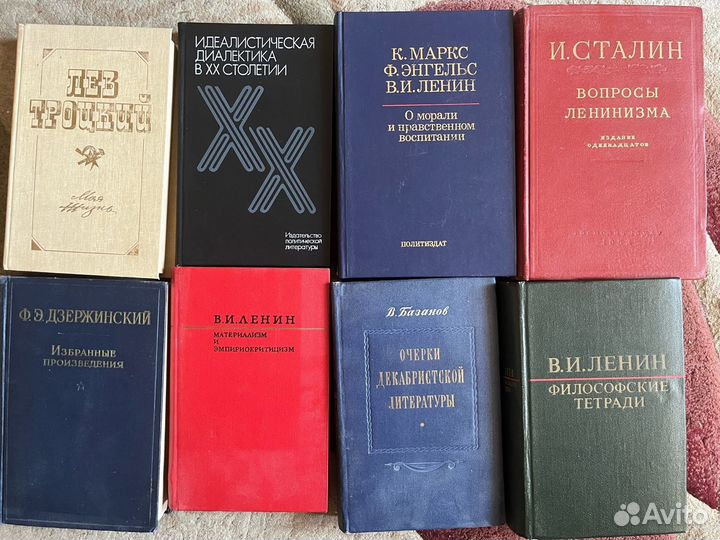 ЛЕВ
ТРОЦКИЙ
Моя
жизнь
ИДЕАЛИСТИЧЕСКАЯ
ДИАЛЕКТИКА
В XX СТОЛЕТИИ
XX
Издательство
политической
литературы
К. МАРКС
Ф. ЭНГЕЛЬС
В.И. ЛЕНИН
О морали
и нравственном
воспитании
ПОЛИТИЗДАТ
И. СТАЛИН
ВОПРОСЫ
ЛЕНИНИЗМА
ИЗДАНИЕ
ОДИННАДЦАТОЕ
Ф.Э.ДЗЕРЖИНСКИЙ
ИЗБРАННЫЕ
ПРОИЗВЕДЕНИЯ
В.И.ЛЕНИН
МАТЕРИАЛИЗМ
И
ЭМПИРИОКРИТИЦИЗМ
В. Базанов
ОЧЕРКИ
ДЕКАБРИСТСКОЙ
ЛИТЕРАТУРЫ
В.И.ЛЕНИН
ФИЛОСОФСКИЕ
ТЕТРАДИ
Avito